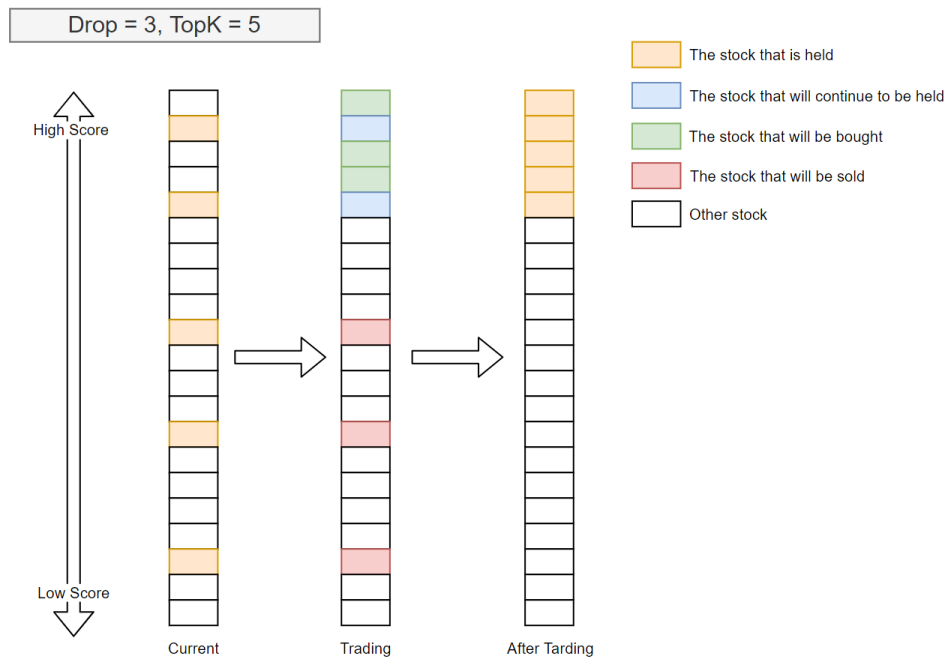 Drop = 3, TopK = 5
The stock that is held
The stock that will continue to be held
The stock that will be bought
The stock that will be sold
Other stock
High Score
Low Score
Current
Trading
After Tarding